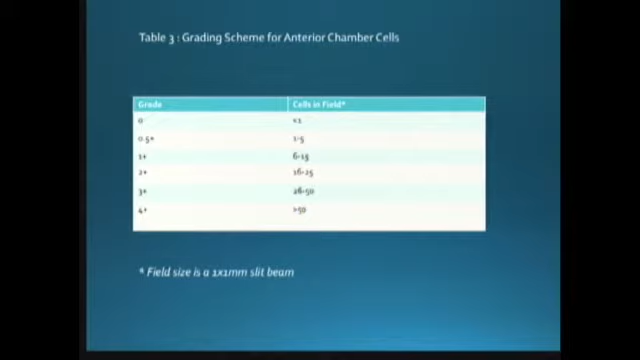 Table 3 : Grading Scheme for Anterior Chamber Cells
Grade Cells in Field*
0 <1
0.5+ 1-5
1+ 6-15
2+ 16-25
3+ 26-50
4+ >50
* Field size is a 1x1mm slit beam